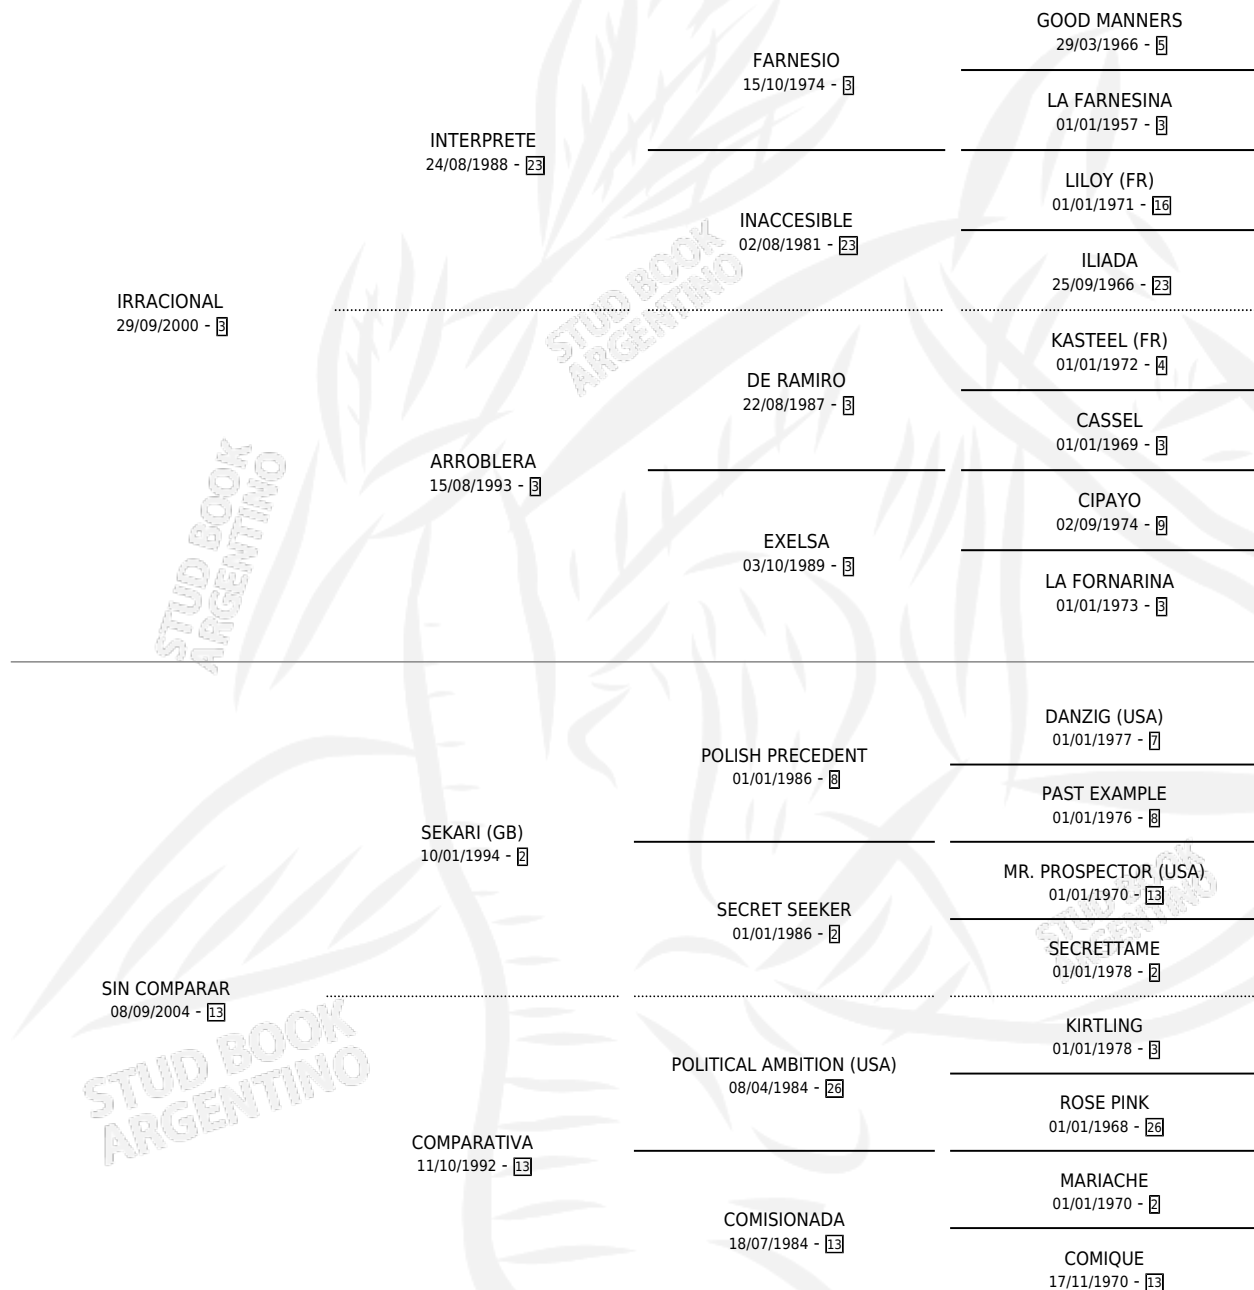 GOOD MANNERS
29/03/1966 - 5
FARNESIO
15/10/1974 - 3
LA FARNESINA
01/01/1957 - 3
INTERPRETE
24/08/1988 - 23
LILOY (FR)
01/01/1971 - 16
INACCESIBLE
02/08/1981 - 23
ILIADA
25/09/1966 - 23
IRRACIONAL
29/09/2000 - 3
KASTEEL (FR)
01/01/1972 - 4
DE RAMIRO
22/08/1987 - 3
CASSEL
01/01/1969 - 3
ARROBLERA
15/08/1993 - 3
CIPAYO
02/09/1974 - 9
EXELSA
03/10/1989 - 3
LA FORNARINA
01/01/1973 - 3
DANZIG (USA)
01/01/1977 - 7
POLISH PRECEDENT
01/01/1986 - 8
PAST EXAMPLE
01/01/1976 - 8
SEKARI (GB)
10/01/1994 - 2
MR. PROSPECTOR (USA)
01/01/1970 - 13
SECRET SEEKER
01/01/1986 - 2
SECRETTAME
01/01/1978 - 2
SIN COMPARAR
08/09/2004 - 13
KIRTLING
01/01/1978 - 3
POLITICAL AMBITION (USA)
08/04/1984 - 26
ROSE PINK
01/01/1968 - 26
COMPARATIVA
11/10/1992 - 13
MARIACHE
01/01/1970 - 2
COMISIONADA
18/07/1984 - 13
COMIQUE
17/11/1970 - 13
STUD BOOK
ARGENTINO
STUD BOOK
ARGENTINO
STUD BOOK
ARGENTINO
STUD BOOK
ARGENTINO